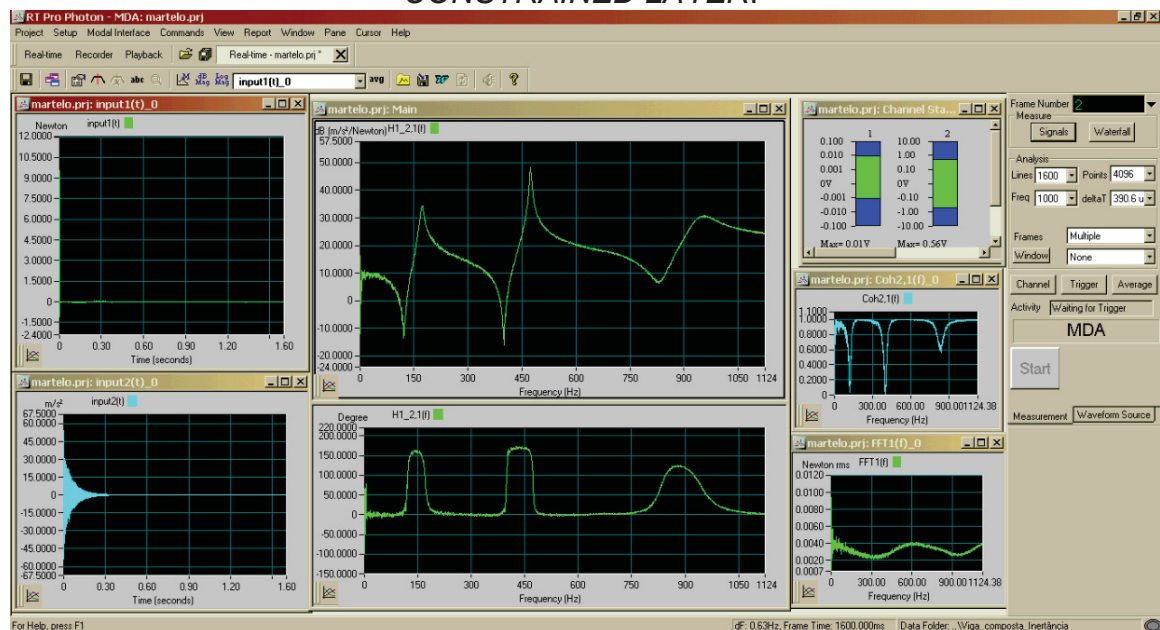 CONSTRAINED LAYER.
RT Pro Photon - MDA: martelo.prj
Project Setup Modal Interface Commands View Report Window Pane Cursor Help
Real-time Recorder Playback Real-time - martelo.prj *
abc dB Mag Log Mag input1(t)_0 avg
martelo.prj: input1(t)_0
Newton input1(t)
12.0000
10.5000
9.0000
7.5000
6.0000
4.5000
3.0000
1.5000
0
-1.5000
-2.4000
0 0.30 0.60 0.90 1.20 1.60
Time (seconds)
martelo.prj: input2(t)_0
m/s² input2(t)
67.5000
60.0000
45.0000
30.0000
15.0000
0
-15.0000
-30.0000
-45.0000
-60.0000
-67.5000
0 0.30 0.60 0.90 1.20 1.60
Time (seconds)
martelo.prj: Main
dB (m/s²/Newton) H1_2,1(f)
57.5000
50.0000
40.0000
30.0000
20.0000
10.0000
0
-10.0000
-20.0000
-24.0000
0 150 300 450 600 750 900 1050 1124
Frequency (Hz)
Degree H1_2,1(f)
220.0000
200.0000
150.0000
100.0000
50.0000
0
-50.0000
-100.0000
-150.0000
0 150 300 450 600 750 900 1050 1124
Frequency (Hz)
martelo.prj: Channel Sta...
1 2
0.100 10.00
0.010 1.00
0.001 0.10
0V 0V
-0.001 -0.10
-0.010 -1.00
-0.100 -10.00
Max= 0.01V Max= 0.56V
martelo.prj: Coh2,1(f)_0
Coh2,1(f)
1.1000
1.0000
0.8000
0.6000
0.4000
0.2000
0
0 300.00 600.00 900.00 1124.38
Frequency (Hz)
martelo.prj: FFT1(f)_0
Newton rms FFT1(f)
0.0120
0.0100
0.0080
0.0060
0.0040
0.0020
0.0007
0 300.00 600.00 900.00 1124.38
Frequency (Hz)
Frame Number 2
Measure
Signals Waterfall
Analysis
Lines 1600 Points 4096
Freq 1000 deltaT 390.6 u
Frames Multiple
Window None
Channel Trigger Average
Activity Waiting for Trigger
MDA
Start
Measurement Waveform Source
For Help, press F1
dF: 0.63Hz, Frame Time: 1600.000ms Data Folder: ..\Viga_composta_Inertância